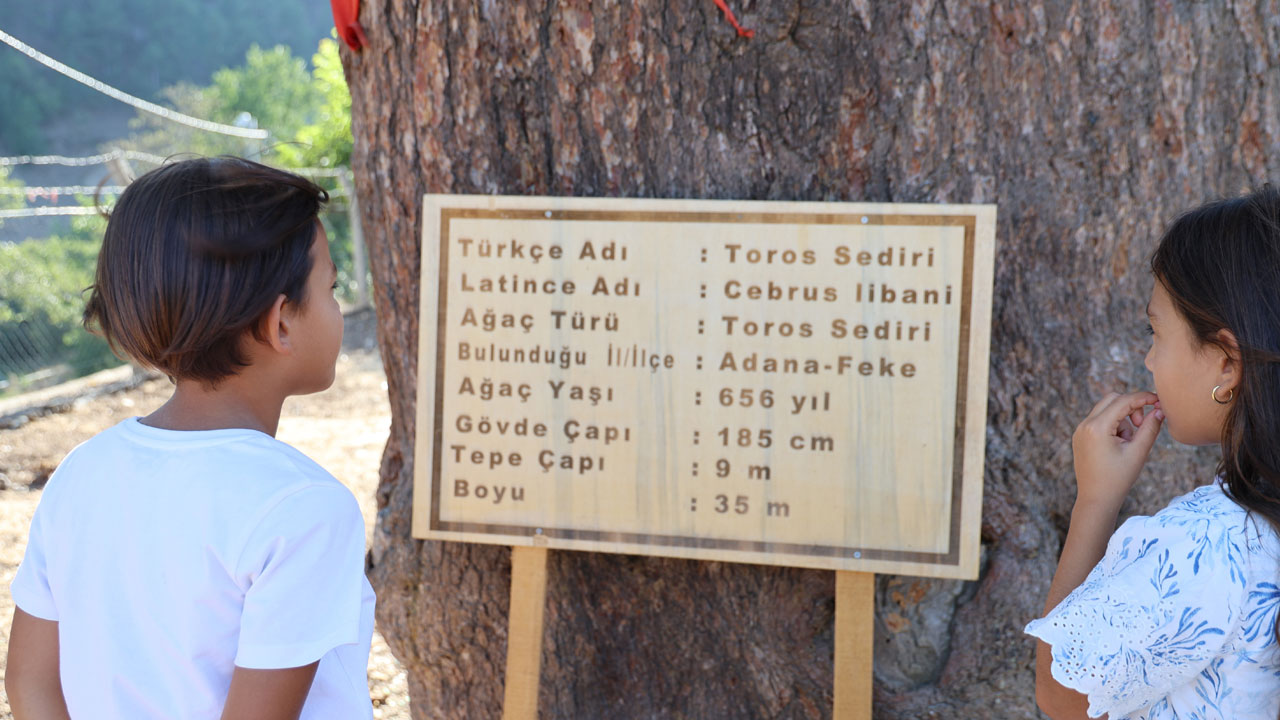 Türkçe Adı : Toros Sediri
Latince Adı : Cebrus libani
Ağaç Türü : Toros Sediri
Bulunduğu İl/İlçe : Adana-Feke
Ağaç Yaşı : 656 yıl
Gövde Çapı : 185 cm
Tepe Çapı : 9 m
Boyu : 35 m